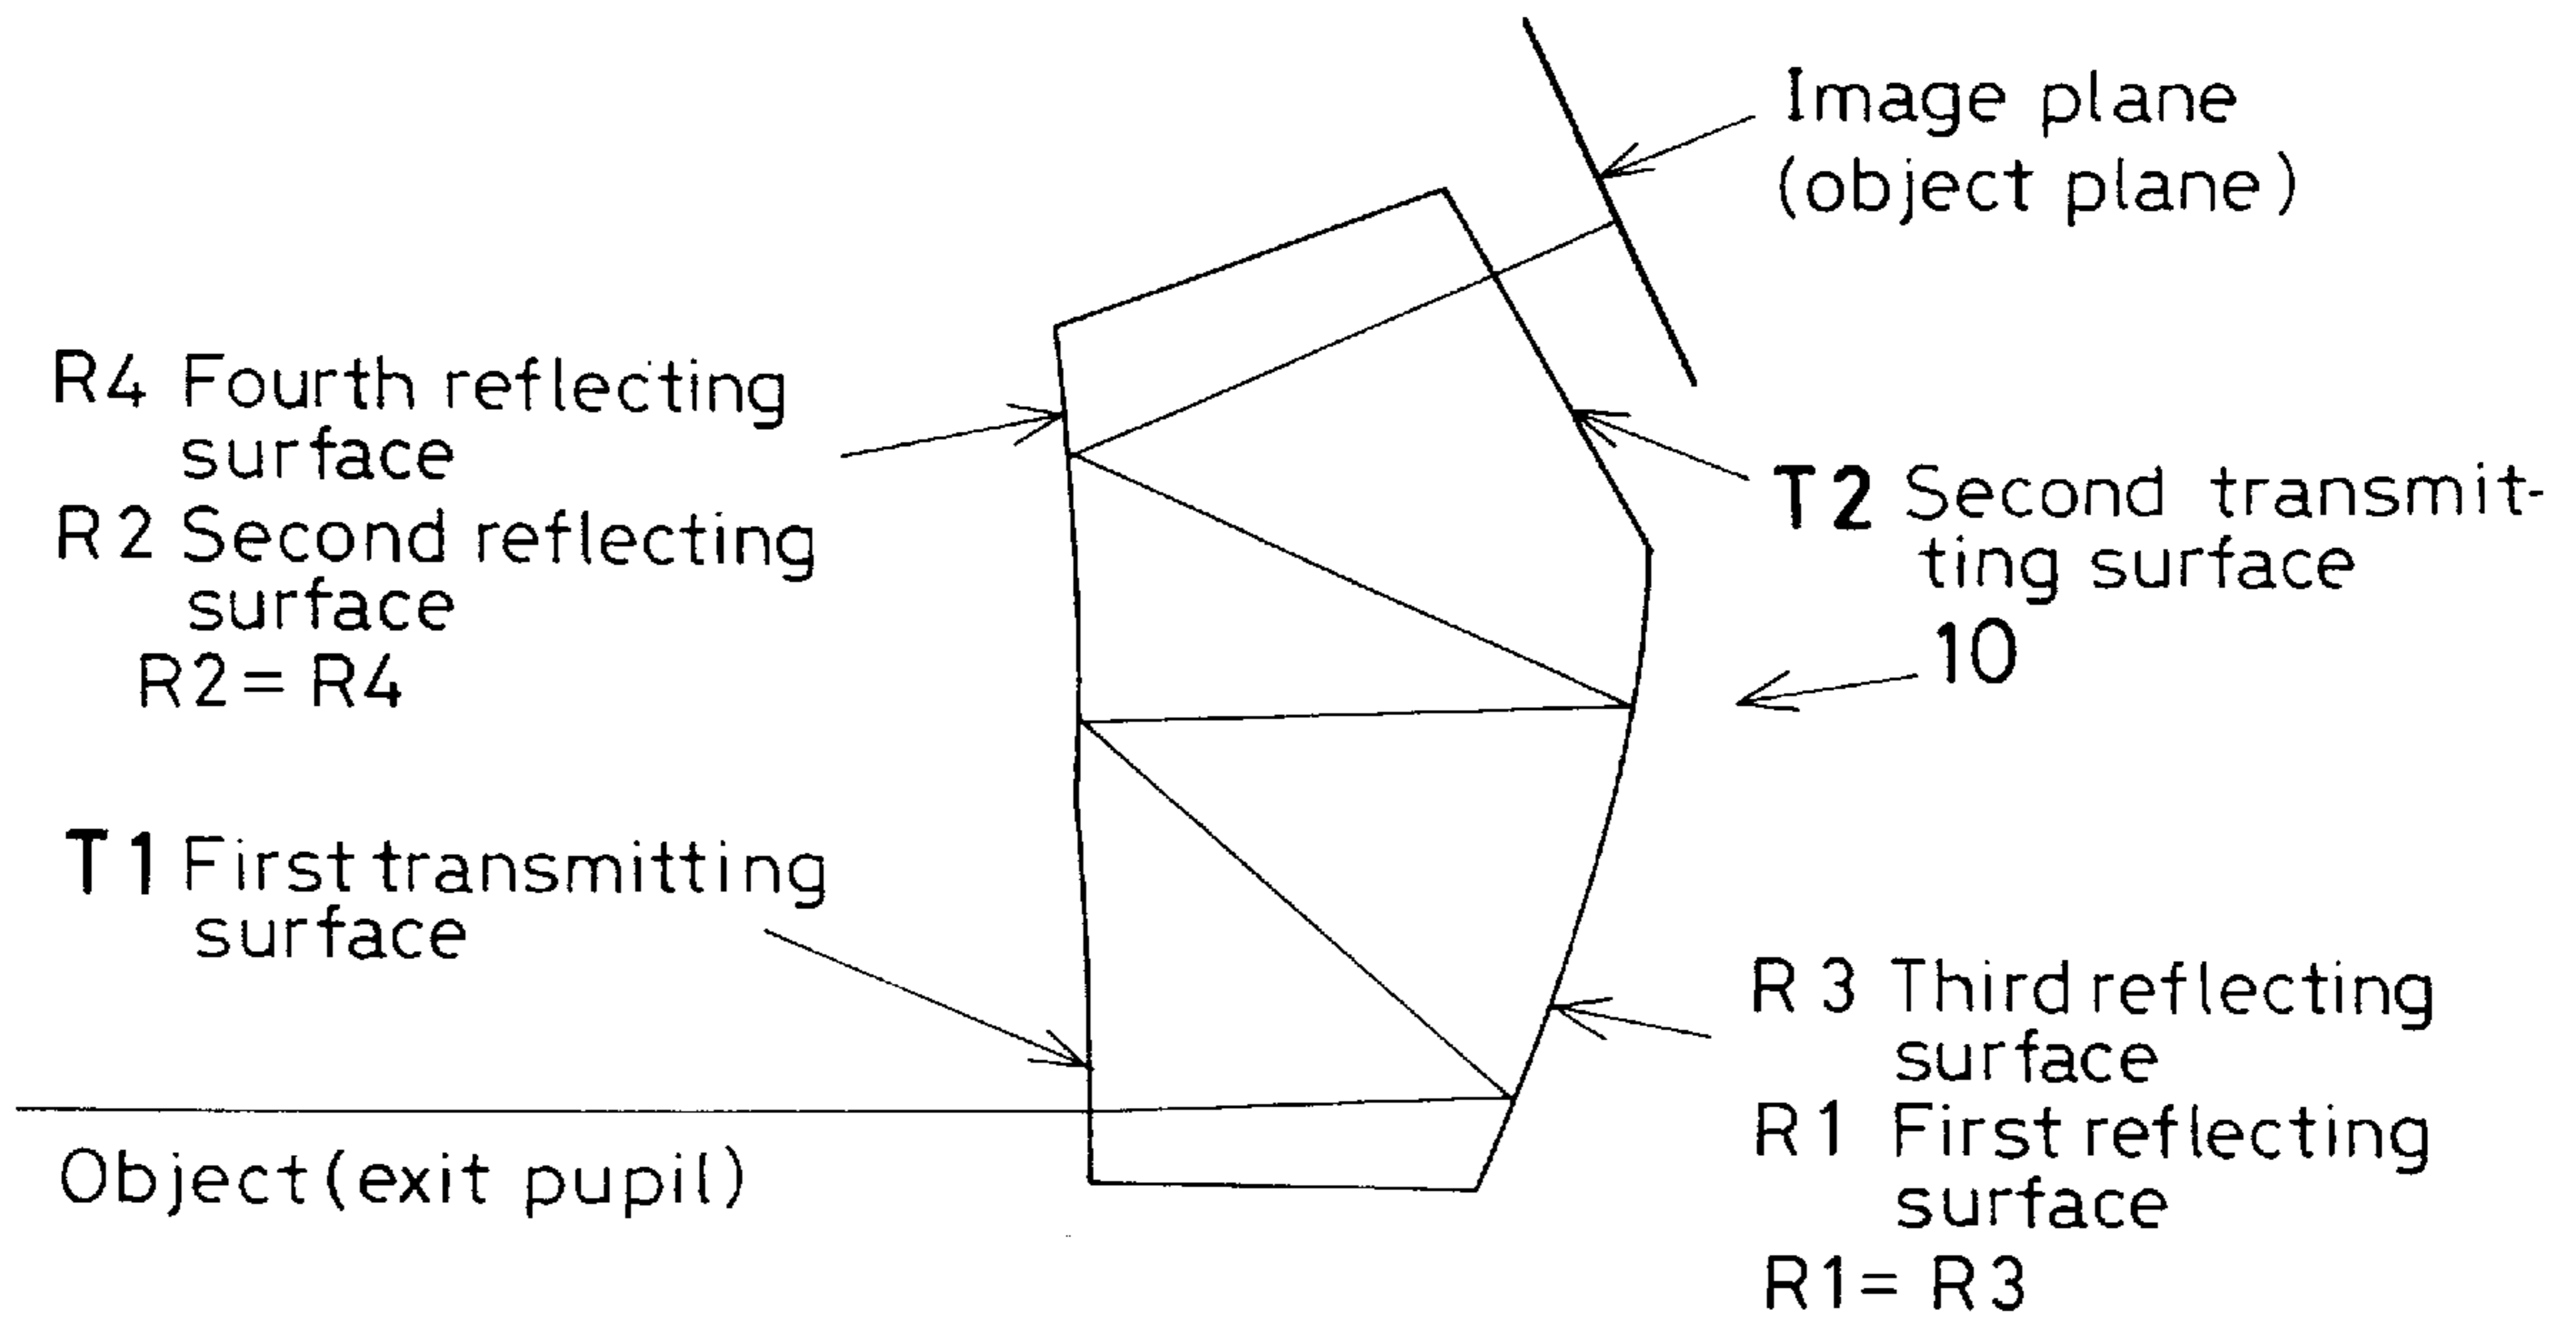 Image plane
(object plane)
R4 Fourth reflecting
surface
R2 Second reflecting
surface
R2 = R4
T2 Second transmit-
ting surface
10
T1 First transmitting
surface
R3 Third reflecting
surface
R1 First reflecting
surface
R1 = R3
Object (exit pupil)